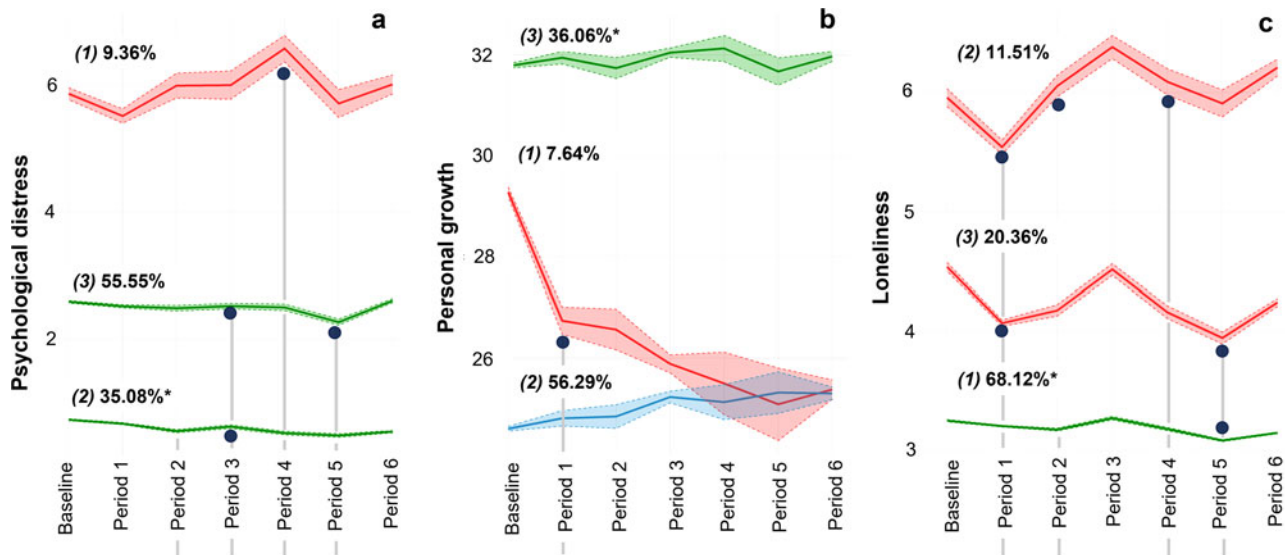 a
Psychological distress
6
4
2
(1) 9.36%
(3) 55.55%
(2) 35.08%*
Baseline
Period 1
Period 2
Period 3
Period 4
Period 5
Period 6
b
Personal growth
32
30
28
26
(3) 36.06%*
(1) 7.64%
(2) 56.29%
Baseline
Period 1
Period 2
Period 3
Period 4
Period 5
Period 6
c
Loneliness
6
5
4
3
(2) 11.51%
(3) 20.36%
(1) 68.12%*
Baseline
Period 1
Period 2
Period 3
Period 4
Period 5
Period 6